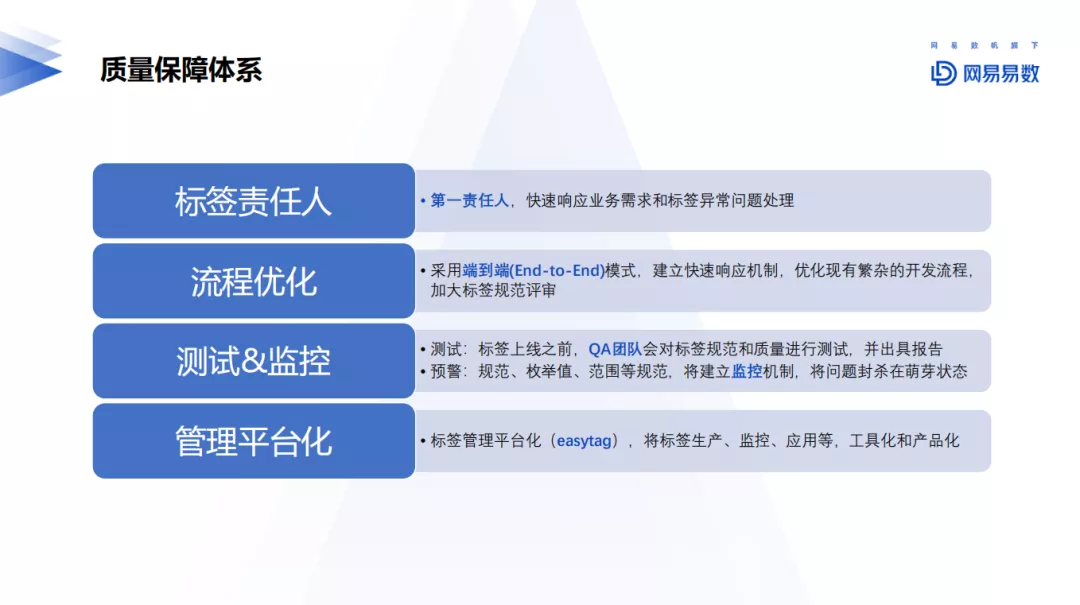 网易数帆旗下
质量保障体系
网易易数
标签责任人
• 第一责任人，快速响应业务需求和标签异常问题处理
流程优化
• 采用端到端(End-to-End)模式，建立快速响应机制，优化现有繁杂的开发流程，
加大标签规范评审
测试&监控
• 测试：标签上线之前，QA团队会对标签规范和质量进行测试，并出具报告
• 预警：规范、枚举值、范围等规范，将建立监控机制，将问题封杀在萌芽状态
管理平台化
• 标签管理平台化（easytag），将标签生产、监控、应用等，工具化和产品化